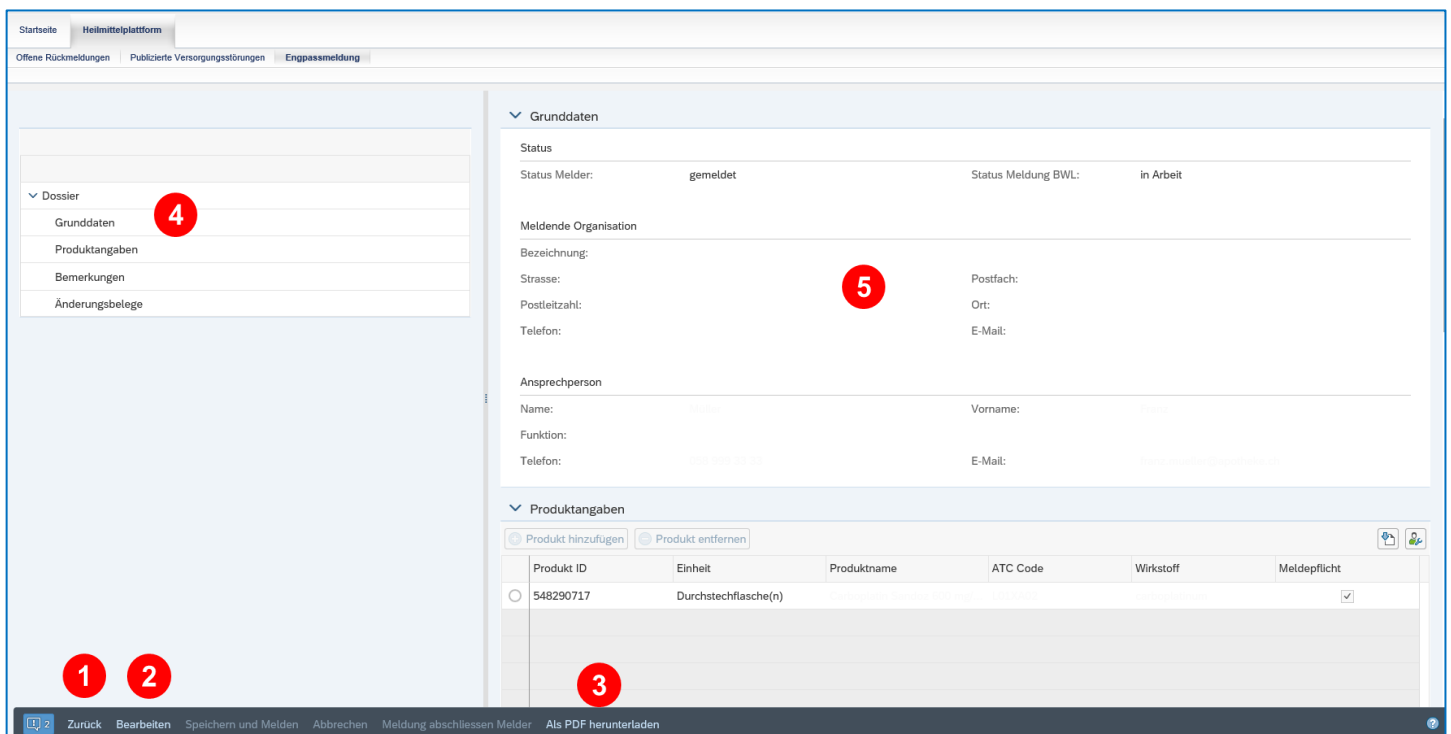 Startseite Heilmittelplattform
Offene Rückmeldungen Publizierte Versorgungsstörungen Engpassmeldung
Dossier
Grunddaten
4
Produktangaben
Bemerkungen
Änderungsbelege
Grunddaten
Status
Status Melder: gemeldet Status Meldung BWL: in Arbeit
Meldende Organisation
Bezeichnung:
Strasse: Postfach:
5
Postleitzahl: Ort:
Telefon: E-Mail:
Ansprechperson
Name: Vorname:
Funktion:
Telefon: E-Mail:
Produktangaben
Produkt hinzufügen Produkt entfernen
Produkt ID Einheit Produktname ATC Code Wirkstoff Meldepflicht
548290717 Durchstechflasche(n)
1 2 3
2 Zurück Bearbeiten Speichern und Melden Abbrechen Meldung abschliessen Melder Als PDF herunterladen ?